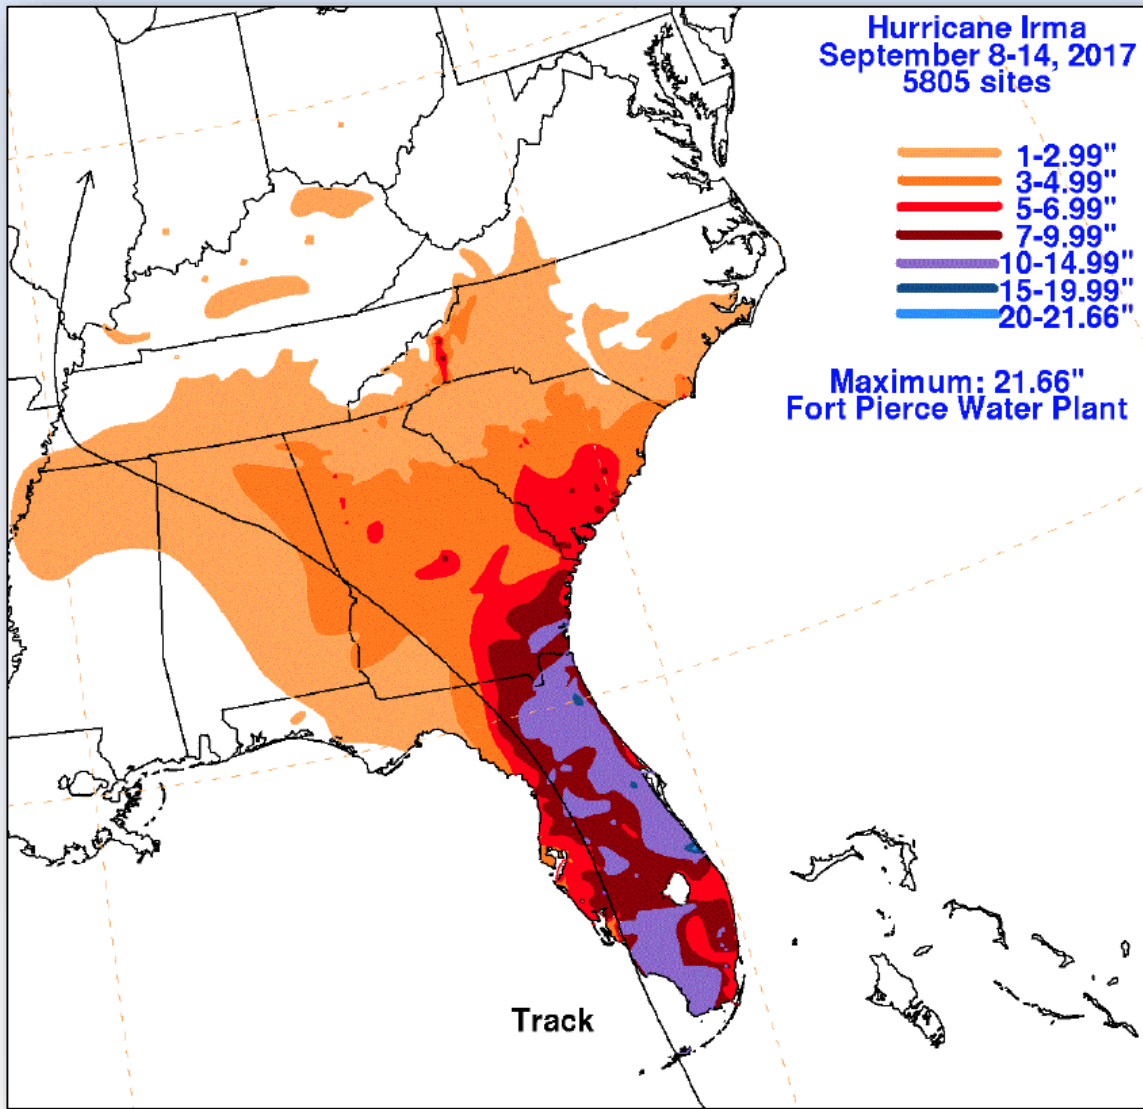 Hurricane Irma
September 8-14, 2017
5805 sites
1-2.99"
3-4.99"
5-6.99"
7-9.99"
10-14.99"
15-19.99"
20-21.66"
Maximum: 21.66"
Fort Pierce Water Plant
Track